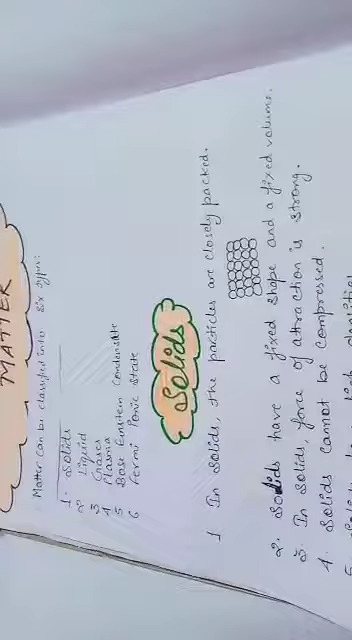 MATTER
Matter can be classified into six types:
1. Solids
2 Liquid
3 Gases
4 Plasma
5 Bose Einstein Condensate
6 Fermi Ponic State
Solids
1 In Solids, the particles are closely packed.
2. Solids have a fixed shape and a fixed volume.
3. In Solids, force of attraction is strong.
4. Solids cannot be compressed.